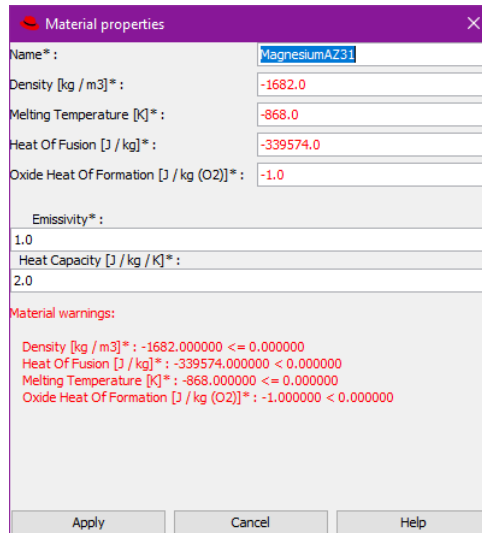 Material properties
Name* : MagnesiumAZ31
Density [kg / m3]* : -1682.0
Melting Temperature [K]* : -868.0
Heat Of Fusion [J / kg]* : -339574.0
Oxide Heat Of Formation [J / kg (O2)]* : -1.0
Emissivity* :
1.0
Heat Capacity [J / kg / K]* :
2.0
Material warnings:
Density [kg / m3]* : -1682.000000 <= 0.000000
Heat Of Fusion [J / kg]* : -339574.000000 < 0.000000
Melting Temperature [K]* : -868.000000 <= 0.000000
Oxide Heat Of Formation [J / kg (O2)]* : -1.000000 < 0.000000
Apply Cancel Help